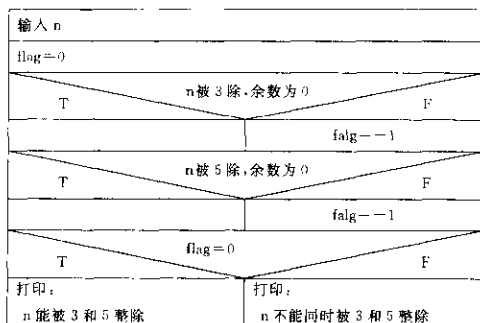 输入 n
flag=0
n被 3 除,余数为 0
T
F
falg--1
n被 5 除,余数为 0
T
F
falg--1
flag=0
T
F
打印:
n 能被 3 和 5 整除
打印:
n 不能同时被 3 和 5 整除